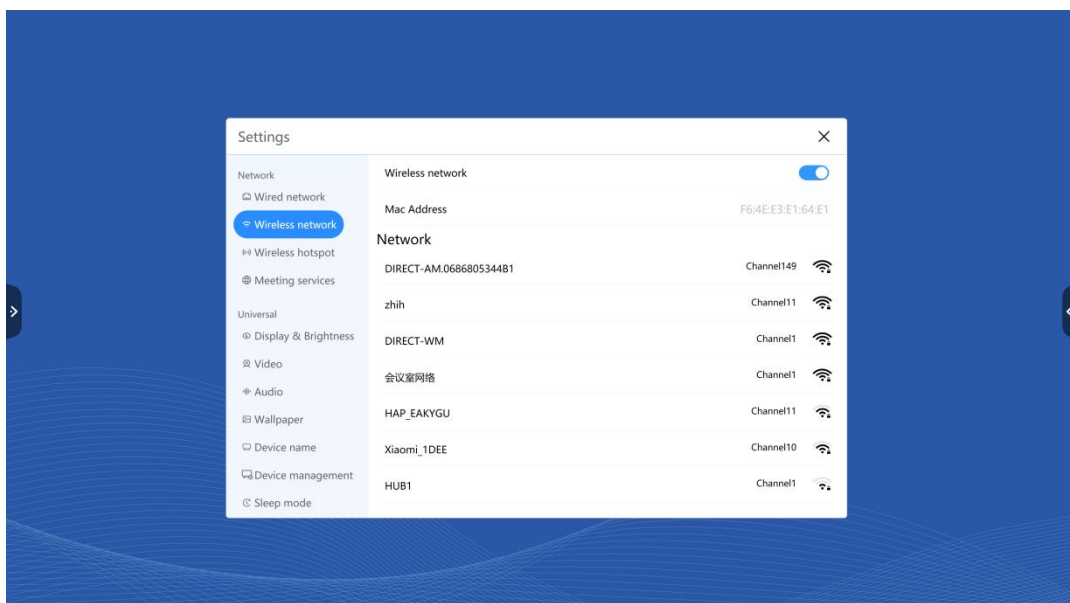 Settings
Network
Wired network
Wireless network
Wireless hotspot
Meeting services
Universal
Display & Brightness
Video
Audio
Wallpaper
Device name
Device management
Sleep mode
Wireless network
Mac Address F6:4E:E3:E1:64:E1
Network
DIRECT-AM.0686805344B1 Channel149
zhih Channel11
DIRECT-WM Channel1
会议室网络 Channel1
HAP_EAKYGU Channel11
Xiaomi_1DEE Channel10
HUB1 Channel1